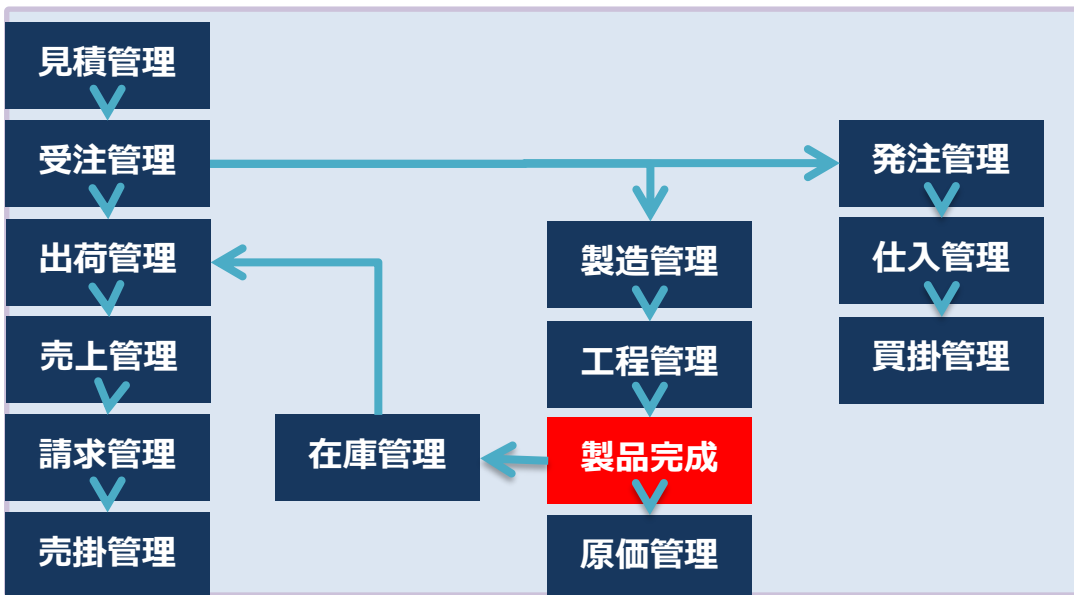 見積管理
受注管理
発注管理
出荷管理
製造管理
仕入管理
売上管理
工程管理
買掛管理
請求管理
在庫管理
製品完成
売掛管理
原価管理